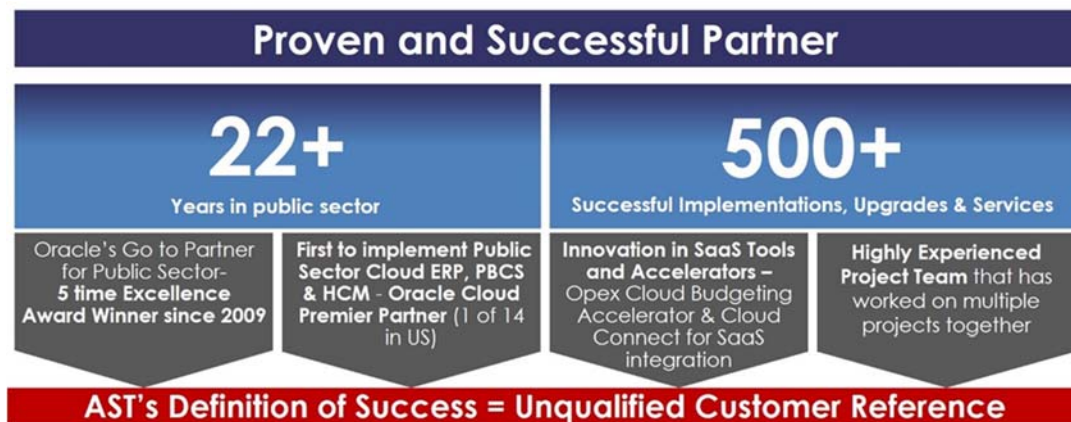 Proven and Successful Partner
22+
Years in public sector
500+
Successful Implementations, Upgrades & Services
Oracle's Go to Partner
for Public Sector-
5 time Excellence
Award Winner since 2009
First to implement Public
Sector Cloud ERP, PBCS
& HCM - Oracle Cloud
Premier Partner (1 of 14
in US)
Innovation in SaaS Tools
and Accelerators –
Opex Cloud Budgeting
Accelerator & Cloud
Connect for SaaS
integration
Highly Experienced
Project Team that has
worked on multiple
projects together
AST's Definition of Success = Unqualified Customer Reference